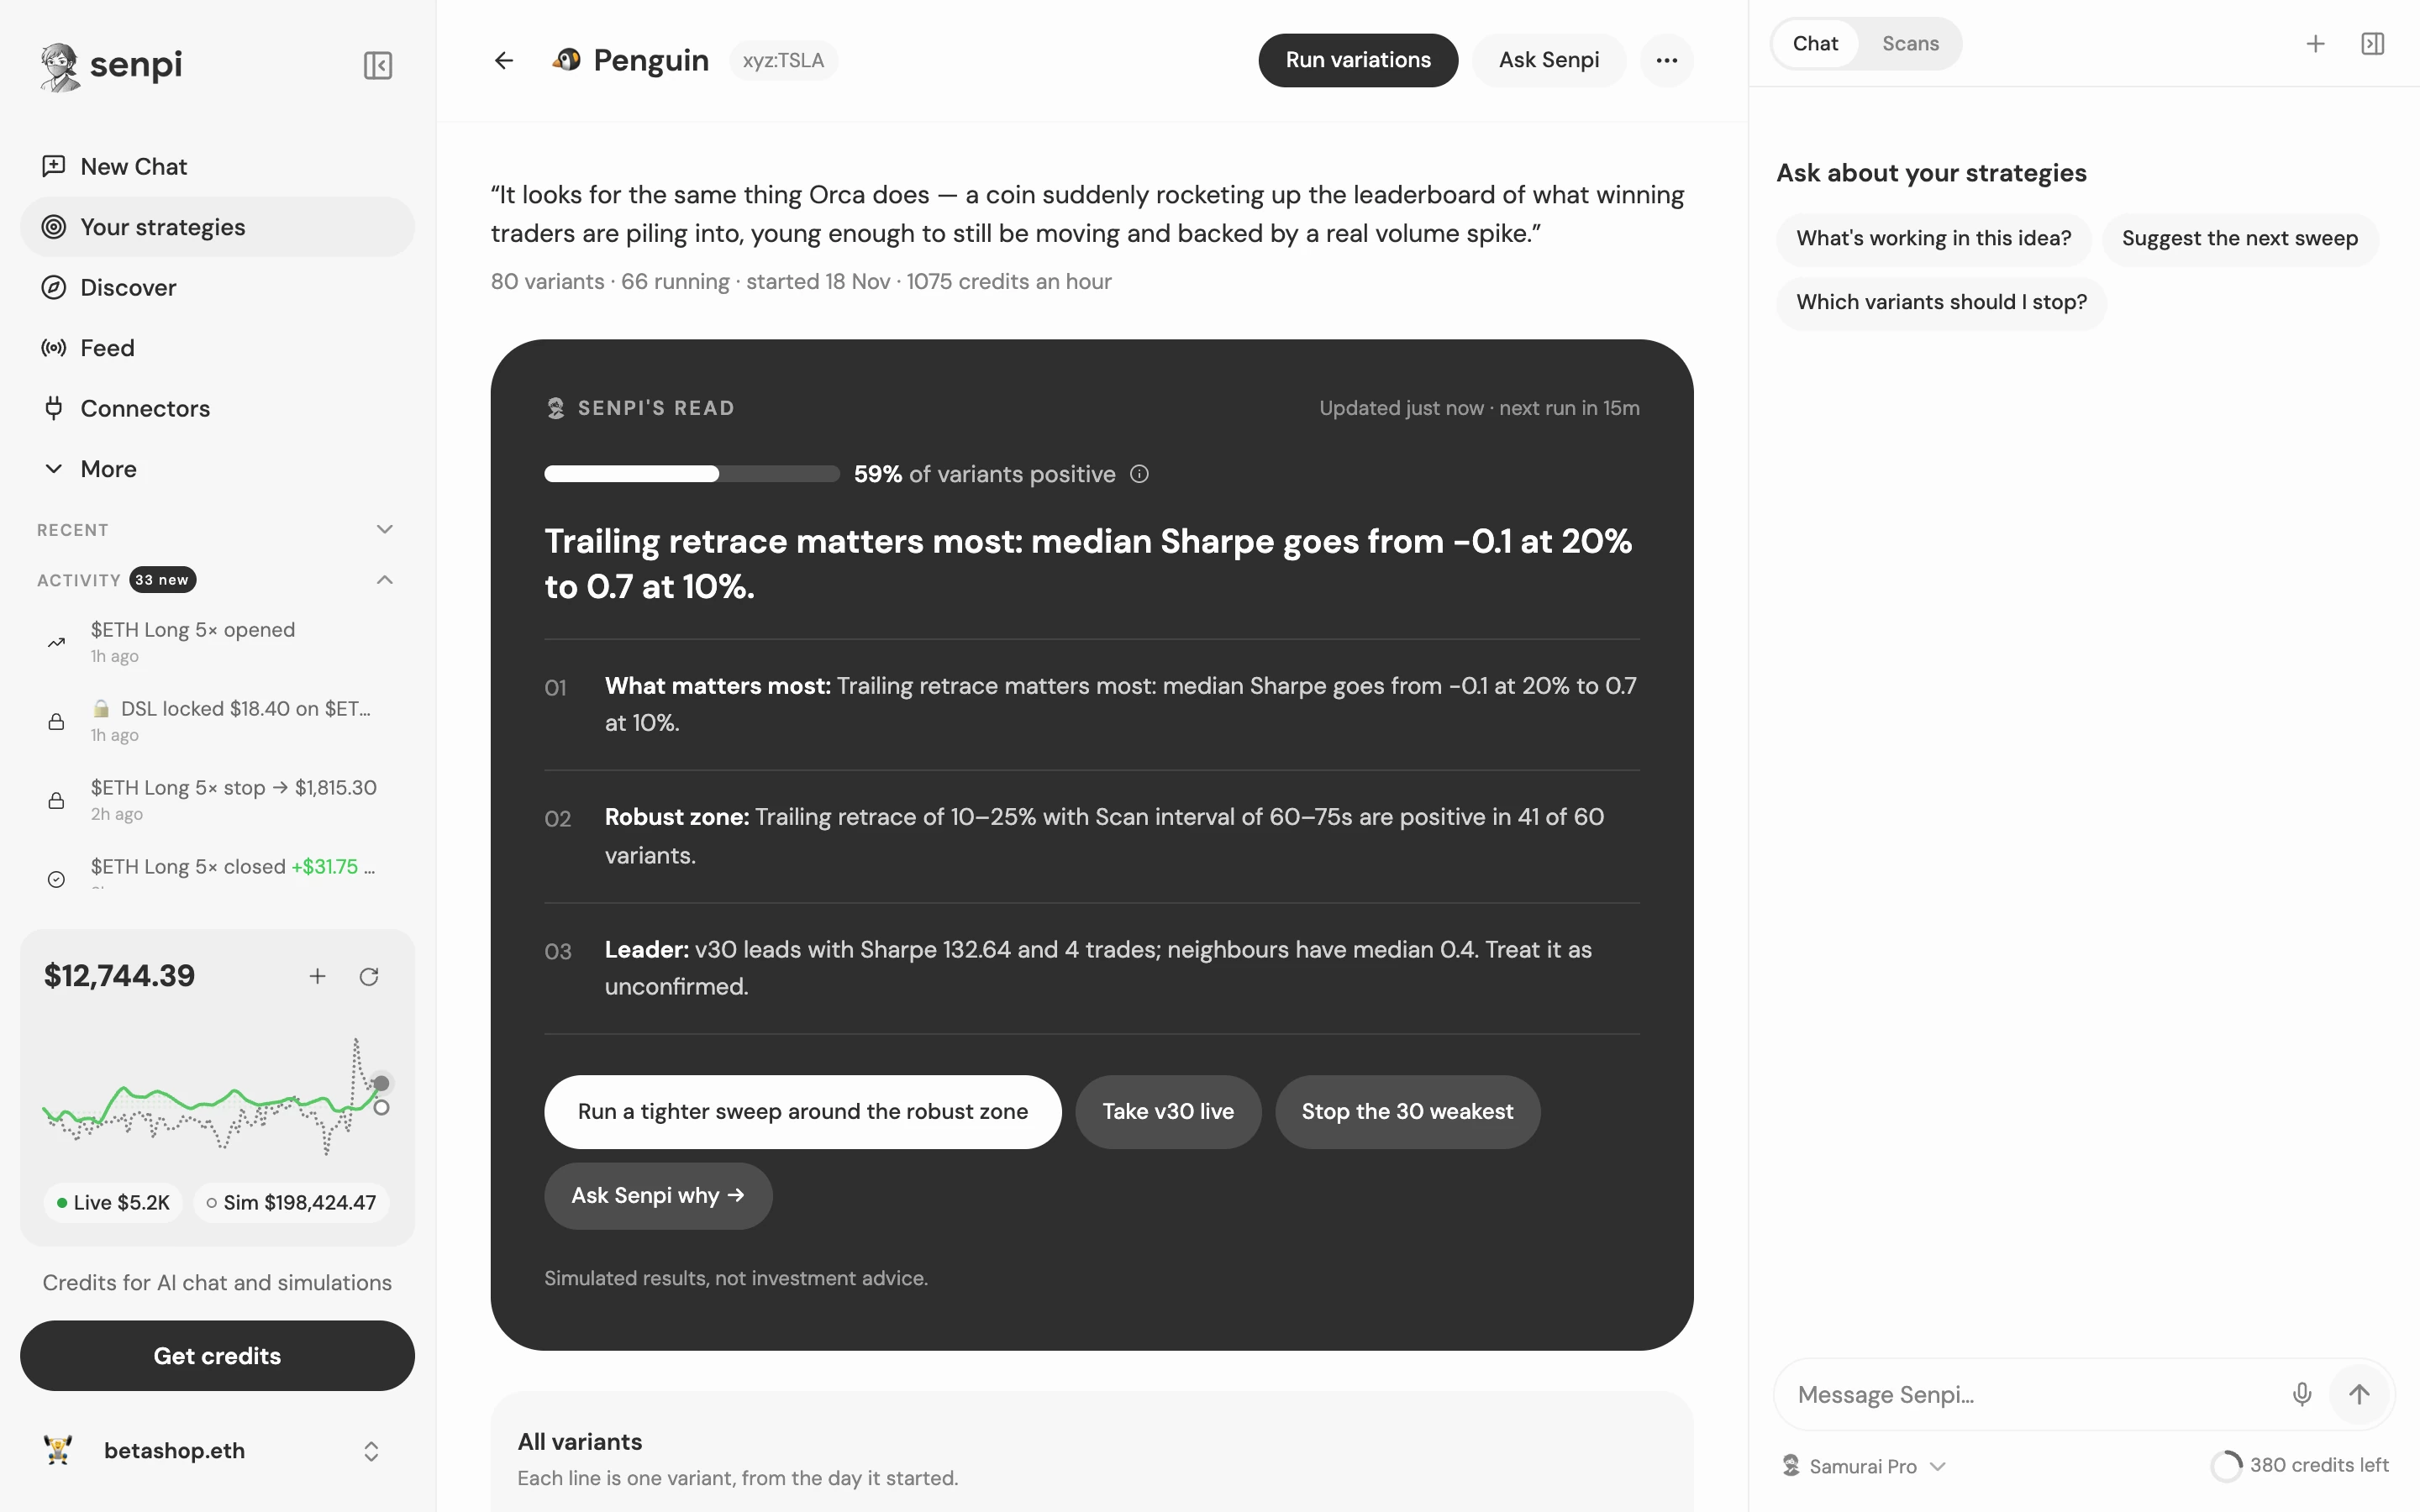 senpi
New Chat
Your strategies
Discover
Feed
Connectors
More
RECENT
ACTIVITY 33 new
$ETH Long 5× opened
1h ago
🔒 DSL locked $18.40 on $ET...
1h ago
$ETH Long 5× stop → $1,815.30
2h ago
$ETH Long 5× closed +$31.75 ...
$12,744.39
Live $5.2K
Sim $198,424.47
Credits for AI chat and simulations
Get credits
betashop.eth
Penguin xyz:TSLA
Run variations
Ask Senpi
“It looks for the same thing Orca does — a coin suddenly rocketing up the leaderboard of what winning
traders are piling into, young enough to still be moving and backed by a real volume spike.”
80 variants · 66 running · started 18 Nov · 1075 credits an hour
SENPI'S READ
Updated just now · next run in 15m
59% of variants positive
Trailing retrace matters most: median Sharpe goes from −0.1 at 20%
to 0.7 at 10%.
01 What matters most: Trailing retrace matters most: median Sharpe goes from −0.1 at 20% to 0.7
at 10%.
02 Robust zone: Trailing retrace of 10–25% with Scan interval of 60–75s are positive in 41 of 60
variants.
03 Leader: v30 leads with Sharpe 132.64 and 4 trades; neighbours have median 0.4. Treat it as
unconfirmed.
Run a tighter sweep around the robust zone
Take v30 live
Stop the 30 weakest
Ask Senpi why →
Simulated results, not investment advice.
All variants
Each line is one variant, from the day it started.
Chat
Scans
Ask about your strategies
What's working in this idea?
Suggest the next sweep
Which variants should I stop?
Message Senpi...
Samurai Pro
380 credits left